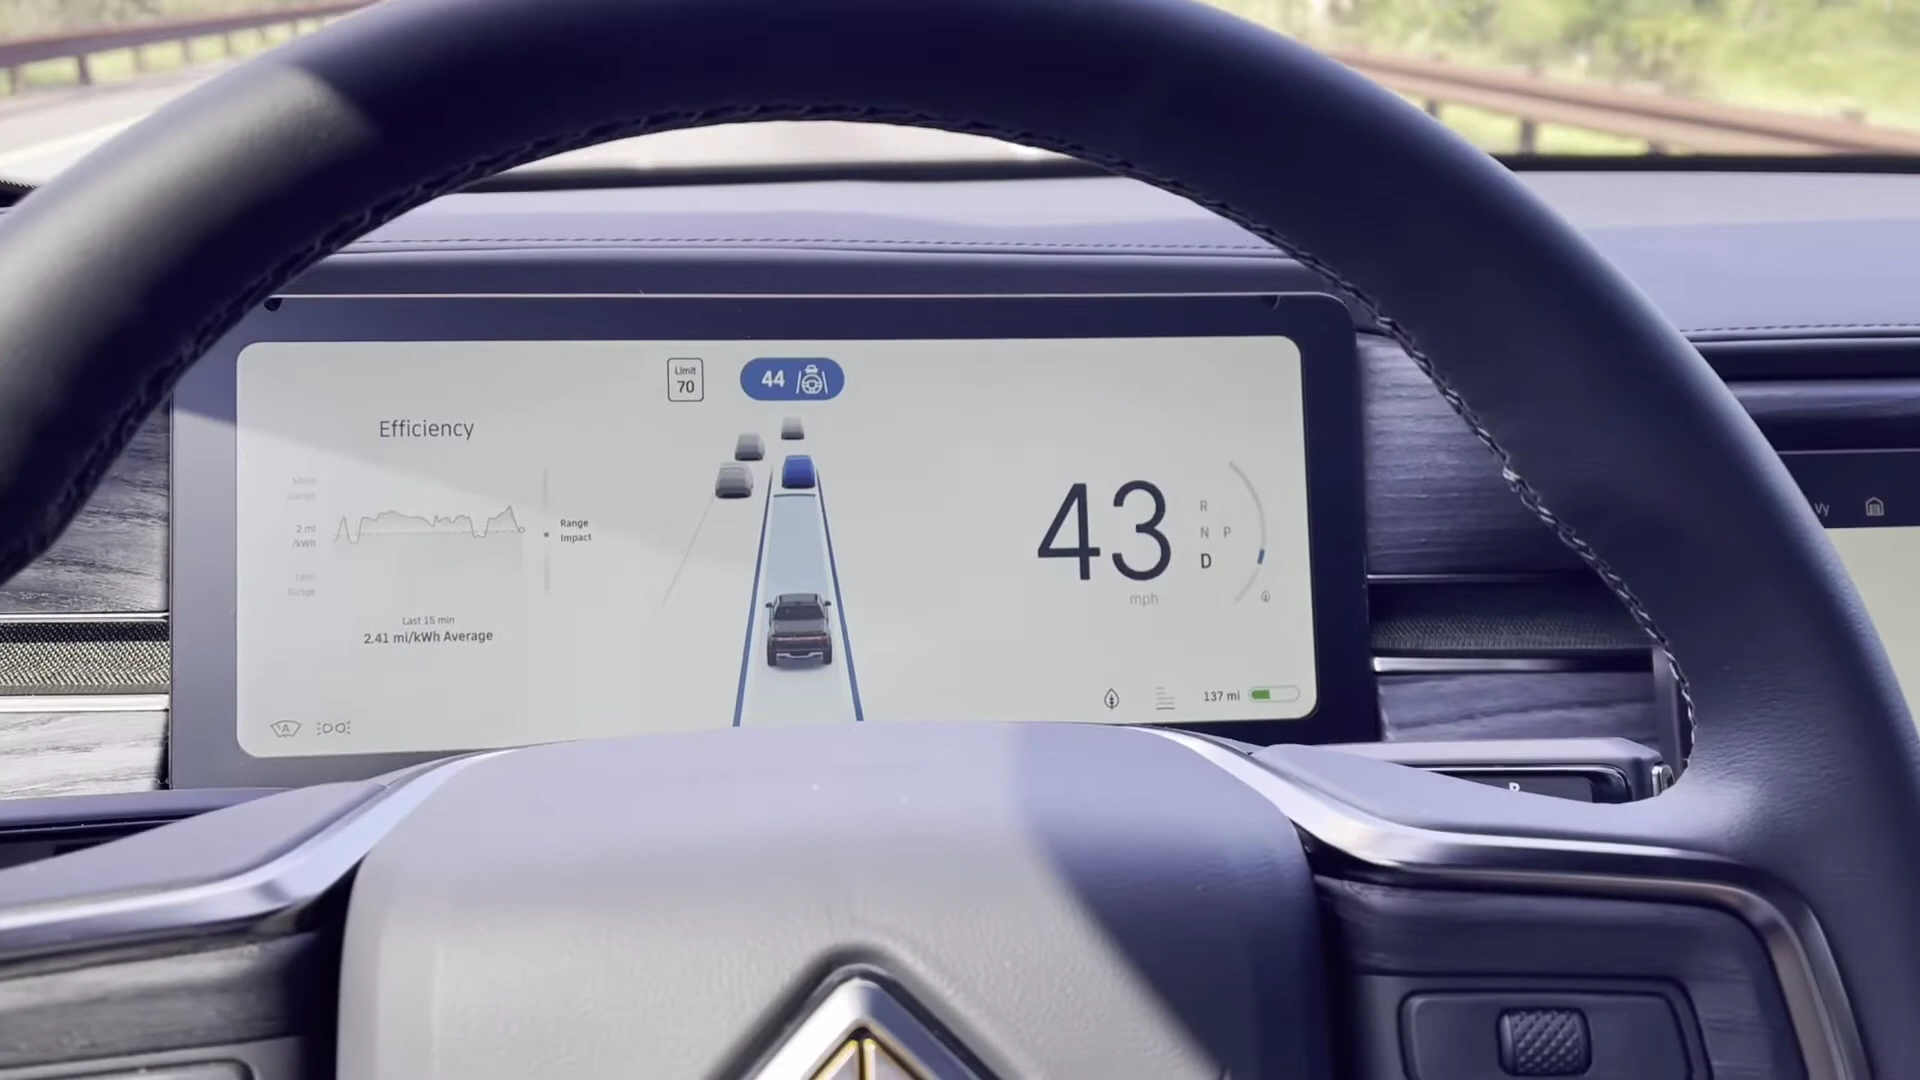 Limit
70
44
Efficiency
2 mi
/kWh
Range
Impact
Last 15 min
2.41 mi/kWh Average
43
mph
R
N P
D
137 mi
A